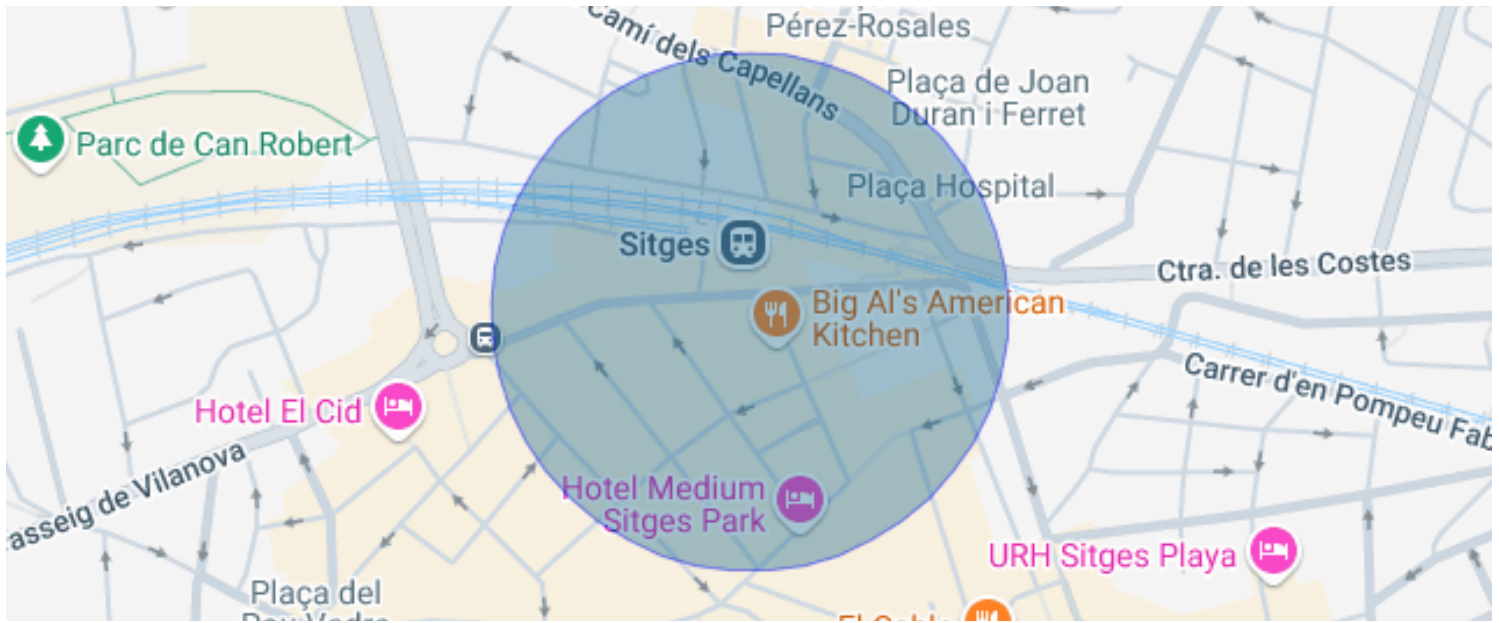 Camí dels Capellans
Pérez-Rosales
Plaça de Joan
Duran i Ferret
Parc de Can Robert
Plaça Hospital
Sitges
Ctra. de les Costes
Big Al's American
Kitchen
Carrer d'en Pompeu Fab
Hotel El Cid
asseig de Vilanova
Hotel Medium
Sitges Park
URH Sitges Playa
Plaça del